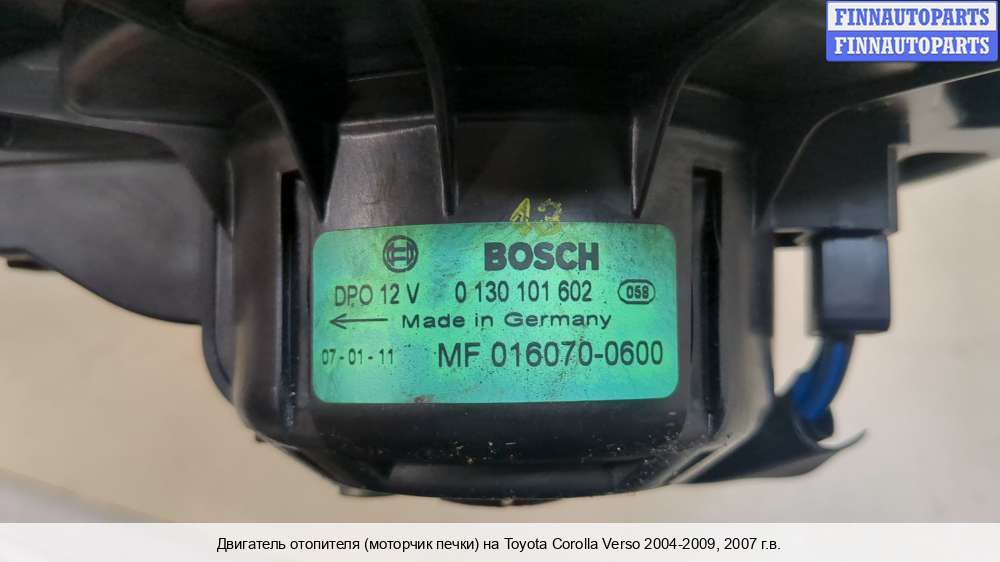 FINNAUTOPARTS
FINNAUTOPARTS
43
BOSCH
DPO 12 V 0 130 101 602 058
Made in Germany
07-01-11 MF 016070-0600
Двигатель отопителя (моторчик печки) на Toyota Corolla Verso 2004-2009, 2007 г.в.